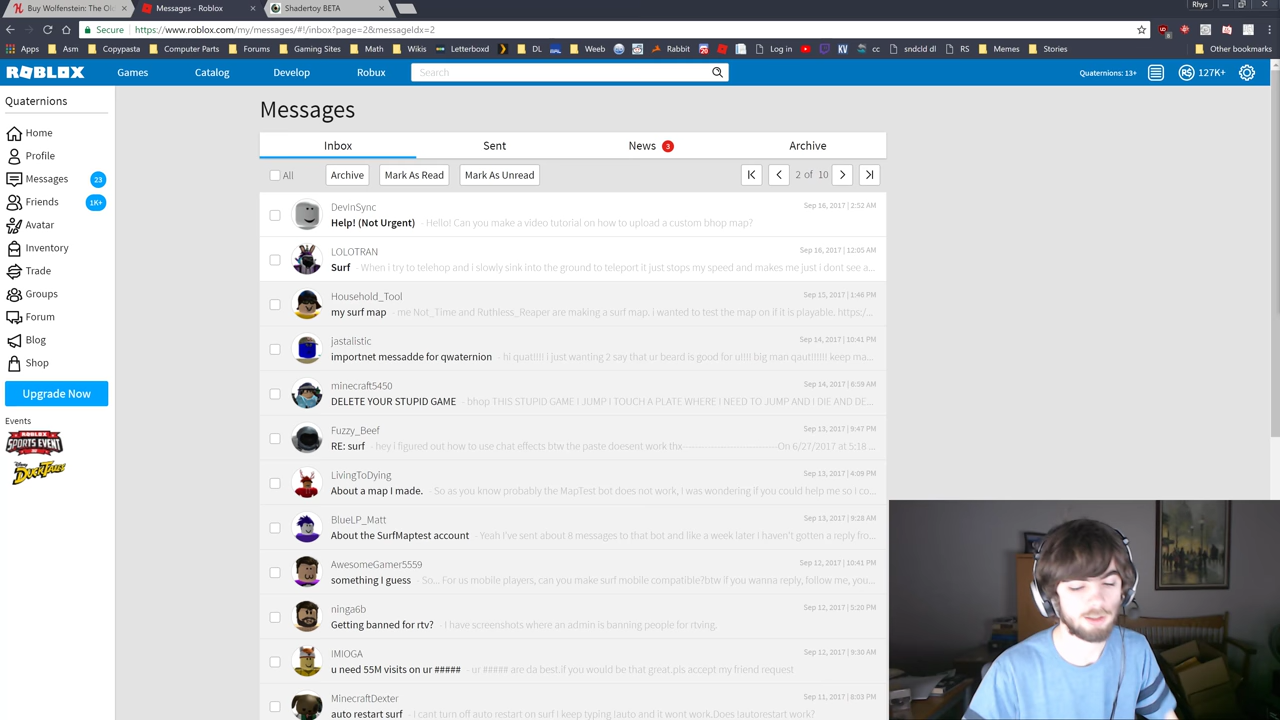 Buy Wolfenstein: The Ol
Messages - Roblox
Shadertoy BETA
Rhys
Secure
https://www.roblox.com/my/messages/#!/inbox?page=2&messageIdx=2
Apps
Asm
Copypasta
Computer Parts
Forums
Gaming Sites
Math
Wikis
Letterboxd
DL
Weeb
Rabbit
Log in
KV
cc
sndcld dl
RS
Memes
Stories
Other bookmarks
ROBLOX
Games
Catalog
Develop
Robux
Search
Quaternions: 13+
R$
127K+
Quaternions
Home
Profile
Messages 23
Friends 1K+
Avatar
Inventory
Trade
Groups
Forum
Blog
Shop
Upgrade Now
Events
ROBLOX
SPORTS EVENT
DUCKTALES
Messages
Inbox
Sent
News 3
Archive
All
Archive
Mark As Read
Mark As Unread
2 of 10
DevInSync
Sep 16, 2017 | 2:52 AM
Help! (Not Urgent) - Hello! Can you make a video tutorial on how to upload a custom bhop map?
LOLOTRAN
Sep 16, 2017 | 12:05 AM
Surf - When i try to telehop and i slowly sink into the ground to teleport it just stops my speed and makes me just i dont see a...
Household_Tool
Sep 15, 2017 | 1:46 PM
my surf map - me Not_Time and Ruthless_Reaper are making a surf map. i wanted to test the map on if it is playable. https:/...
jastalistic
Sep 14, 2017 | 10:41 PM
importnet messadde for qwaternion - hi quat!!!! i just wanting 2 say that ur beard is good for u!!!! big man qaut!!!!!! keep ma...
minecraft5450
Sep 14, 2017 | 6:39 AM
DELETE YOUR STUPID GAME - bhop THIS STUPID GAME I JUMP I TOUCH A PLATE WHERE I NEED TO JUMP AND I DIE AND DE...
Fuzzy_Beef
Sep 13, 2017 | 9:47 PM
RE: surf - hey i figured out how to use chat effects btw the paste doesent work thx------------------------------On 6/27/2017 at 5:18 ...
LivingToDying
Sep 13, 2017 | 4:09 PM
About a map I made. - So as you know probably the MapTest bot does not work, I was wondering if you could help me so I co...
BlueLP_Matt
Sep 13, 2017 | 9:28 AM
About the SurfMaptest account - Yeah I've sent about 8 messages to that bot and like a week later I haven't gotten a reply fro...
AwesomeGamer5559
Sep 12, 2017 | 10:41 PM
something I guess - So... For us mobile players, can you make surf mobile compatible?btw if you wanna reply, follow me, you...
ninga6b
Sep 12, 2017 | 5:20 PM
Getting banned for rtv? - I have screenshots where an admin is banning people for rtving.
IMIOGA
Sep 12, 2017 | 9:30 AM
u need 55M visits on ur ##### - ur ##### are da best.if you would be that great.pls accept my friend request
MinecraftDexter
Sep 11, 2017 | 8:03 PM
auto restart surf - I cant turn off auto restart on surf I keep typing !auto and it wont work.Does !autorestart work?